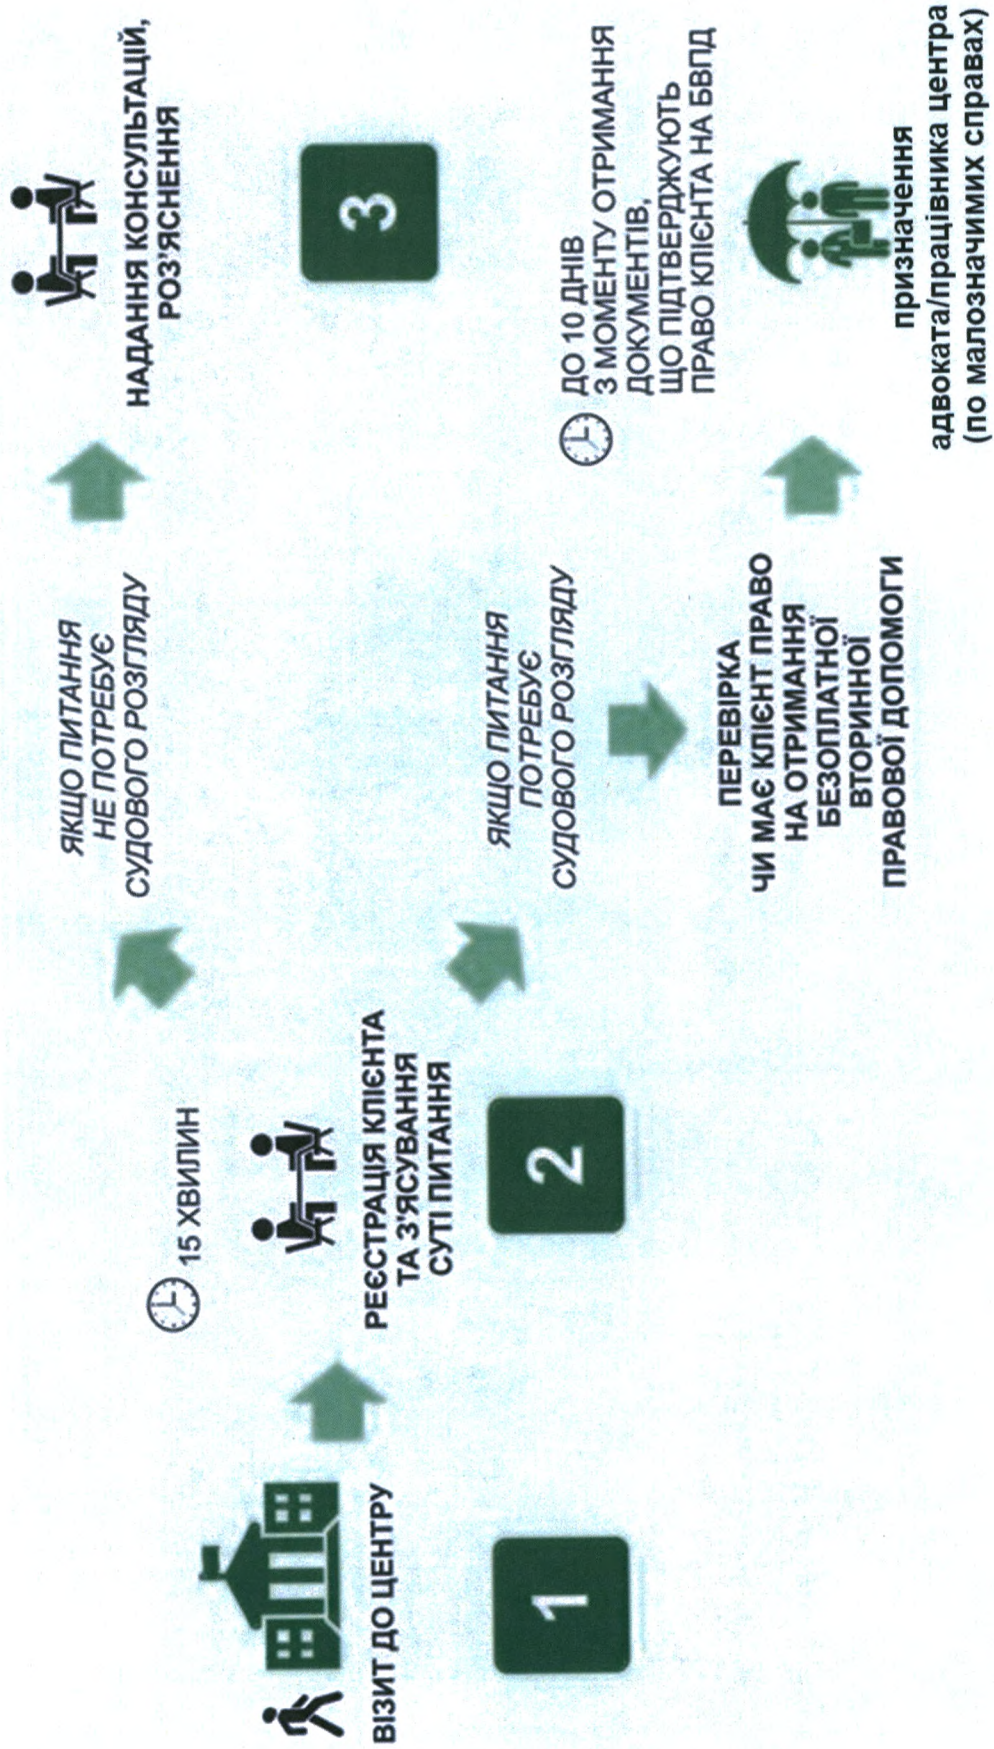 ВІЗИТ ДО ЦЕНТРУ
1
15 ХВИЛИН
РЕЄСТРАЦІЯ КЛІЄНТА
ТА З'ЯСУВАННЯ
СУТІ ПИТАННЯ
2
ЯКЩО ПИТАННЯ
НЕ ПОТРЕБУЄ
СУДОВОГО РОЗГЛЯДУ
НАДАННЯ КОНСУЛЬТАЦІЙ,
РОЗ'ЯСНЕННЯ
3
ЯКЩО ПИТАННЯ
ПОТРЕБУЄ
СУДОВОГО РОЗГЛЯДУ
ПЕРЕВІРКА
ЧИ МАЄ КЛІЄНТ ПРАВО
НА ОТРИМАННЯ
БЕЗОПЛАТНОЇ
ВТОРИННОЇ
ПРАВОВОЇ ДОПОМОГИ
ДО 10 ДНІВ
З МОМЕНТУ ОТРИМАННЯ
ДОКУМЕНТІВ,
ЩО ПІДТВЕРДЖУЮТЬ
ПРАВО КЛІЄНТА НА БВПД
призначення
адвоката/працівника центра
(по малозначимих справах)